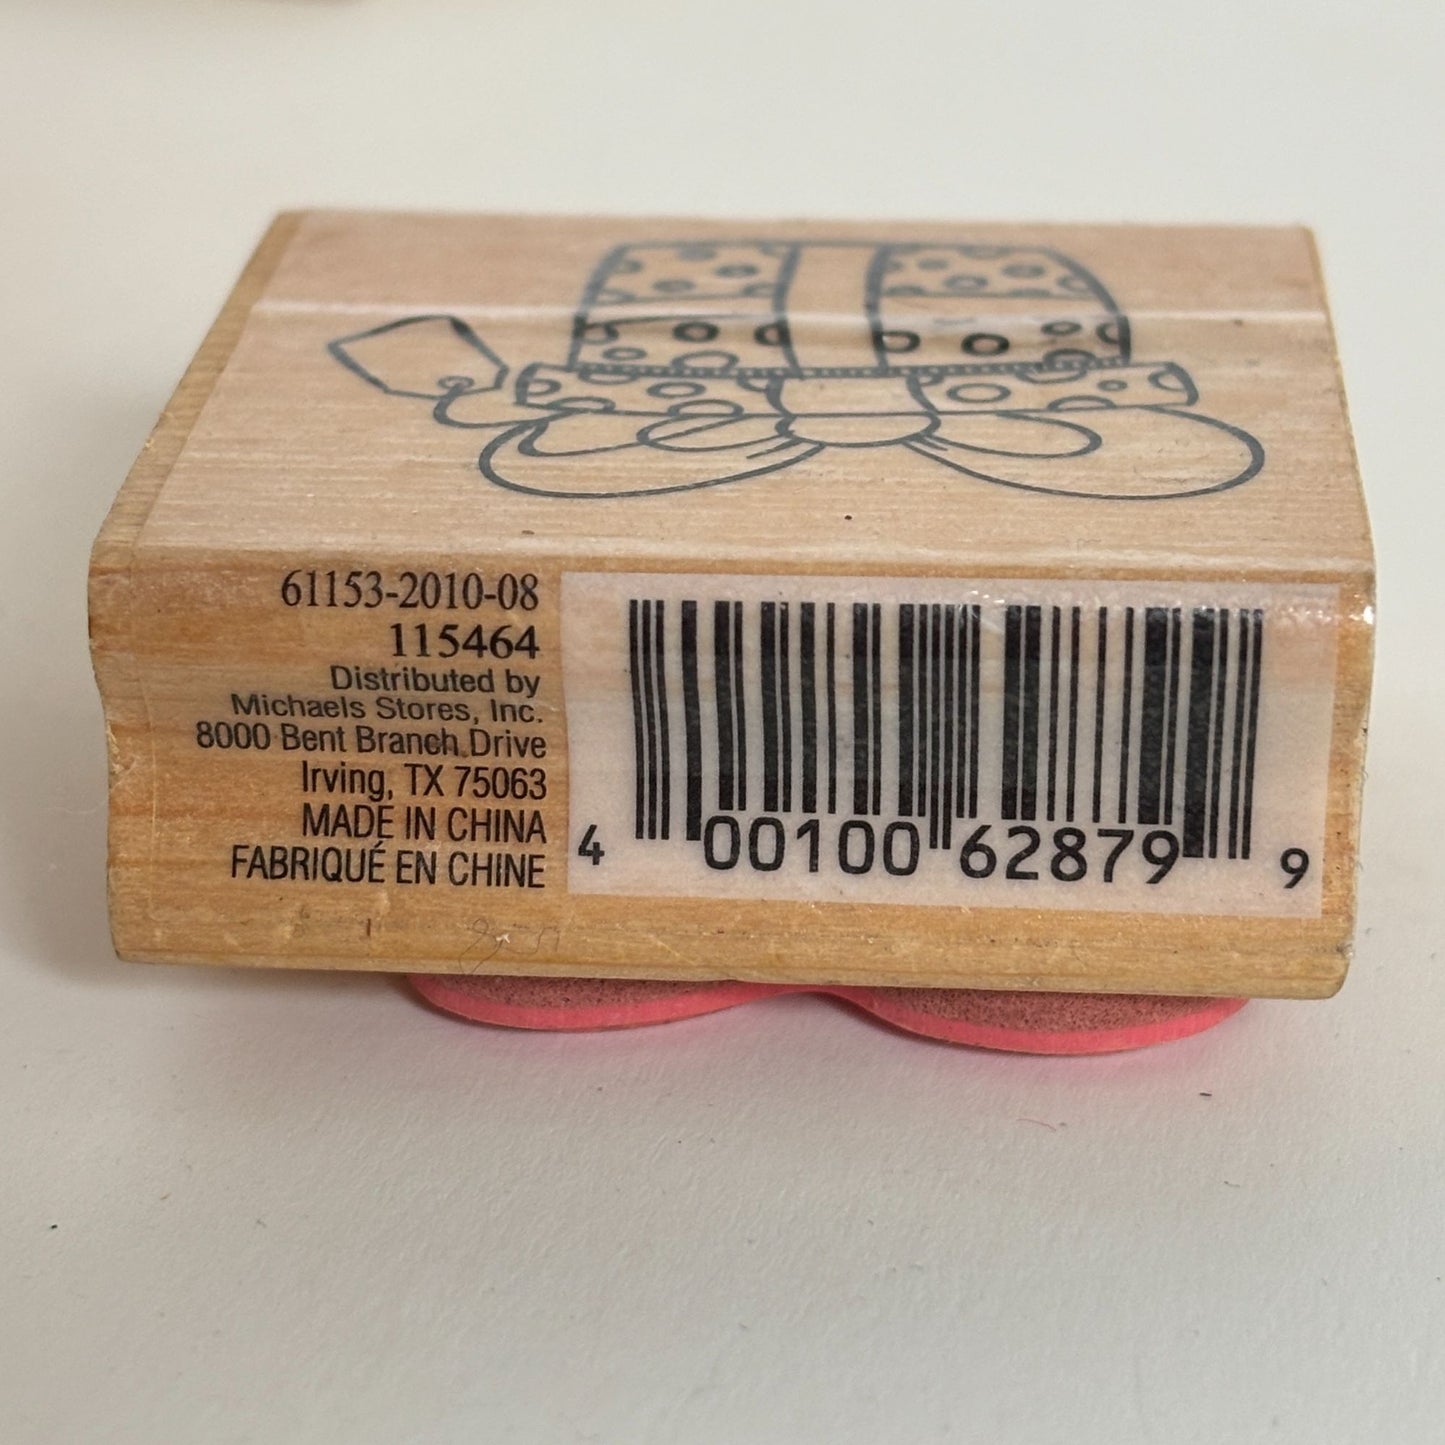 61153-2010-08
115464
Distributed by
Michaels Stores, Inc.
8000 Bent Branch Drive
Irving, TX 75063
MADE IN CHINA
FABRIQUÉ EN CHINE
4 00100 62879 9